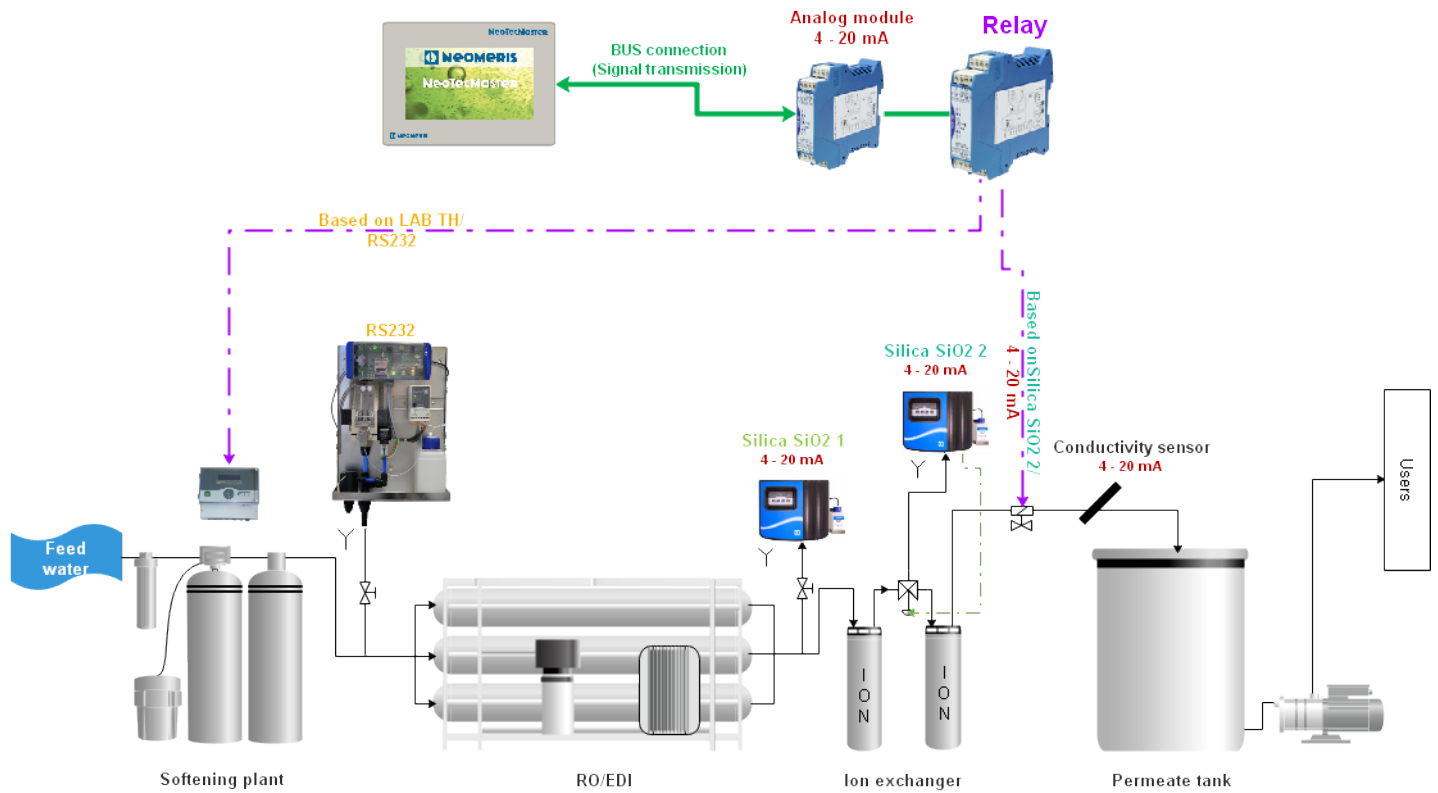 Analog module
4 - 20 mA
Relay
NeoTecMaster
BUS connection
(Signal transmission)
NEOMERIS
NeoTecMaster
NEOMERIS
Based on LAB TH/
RS232
RS232
Silica SiO2 2
4 - 20 mA
Based onSilica SiO2 2/
4 - 20 mA
Silica SiO2 1
4 - 20 mA
Conductivity sensor
4 - 20 mA
Users
Feed
water
ION
ION
Softening plant
RO/EDI
Ion exchanger
Permeate tank